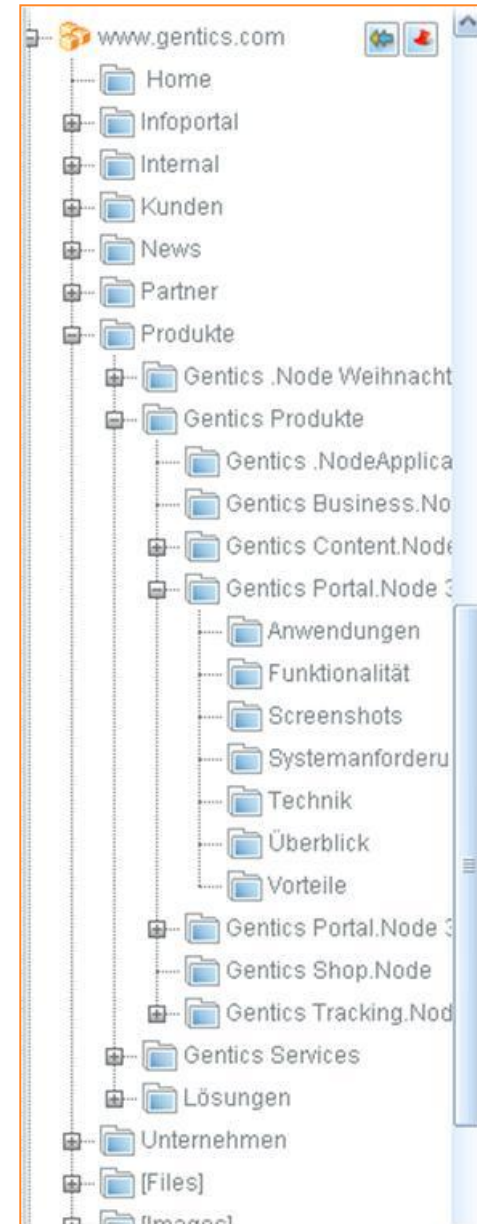 www.gentics.com
Home
Infoportal
Internal
Kunden
News
Partner
Produkte
Gentics .Node Weihnacht
Gentics Produkte
Gentics .NodeApplica
Gentics Business.No
Gentics Content.Node
Gentics Portal.Node 3
Anwendungen
Funktionalität
Screenshots
Systemanforderu
Technik
Überblick
Vorteile
Gentics Portal.Node 3
Gentics Shop.Node
Gentics Tracking.Nod
Gentics Services
Lösungen
Unternehmen
[Files]
[Images]